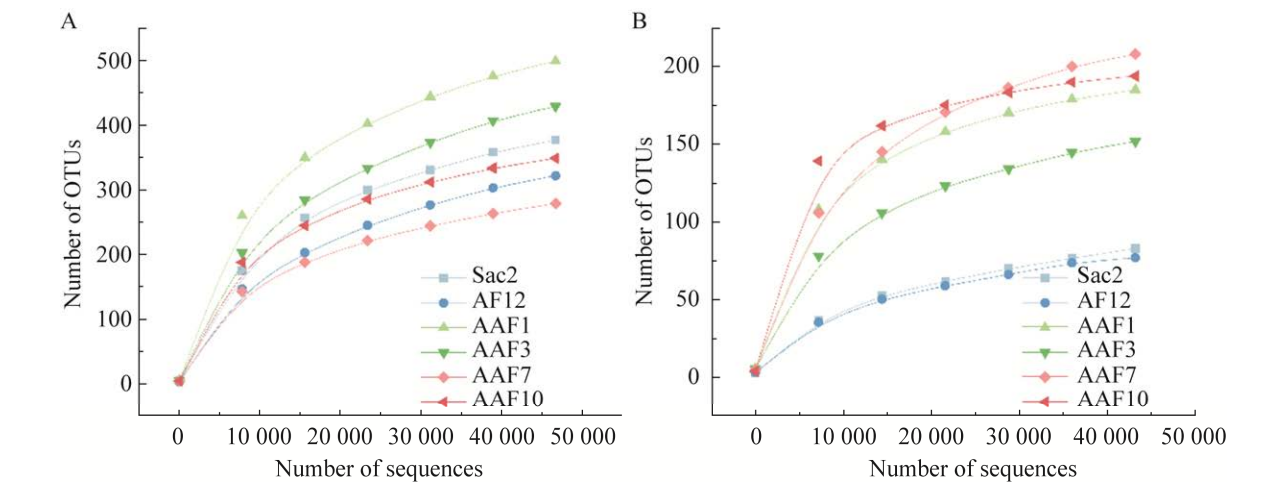 A
Number of OTUs
500
400
300
200
100
0
Sac2
AF12
AAF1
AAF3
AAF7
AAF10
0 10 000 20 000 30 000 40 000 50 000
Number of sequences
B
Number of OTUs
200
150
100
50
0
Sac2
AF12
AAF1
AAF3
AAF7
AAF10
0 10 000 20 000 30 000 40 000 50 000
Number of sequences